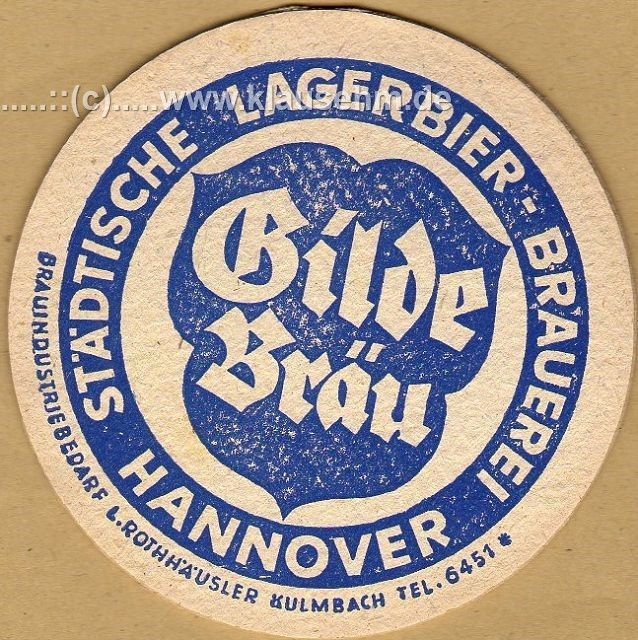 .....::(c).....www.klausehm.de
STÄDTISCHE LAGERBIER-BRAUEREI
HANNOVER
Gilde
Bräu
BRAUINDUSTRIEBEDARF L.ROTHHÄUSLER KULMBACH TEL. 6451 *